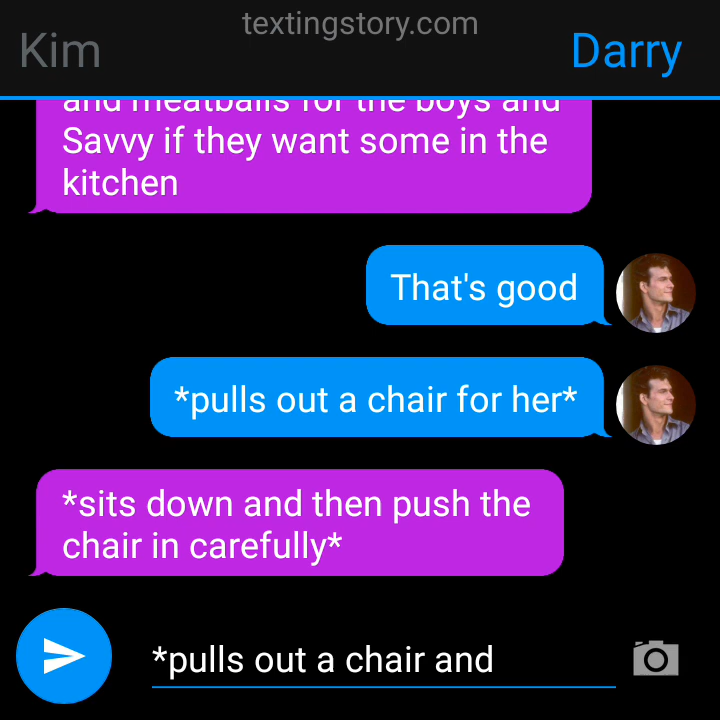 textingstory.com
Kim
Darry
and meatballs for the boys and
Savvy if they want some in the
kitchen
That's good
*pulls out a chair for her*
*sits down and then push the
chair in carefully*
*pulls out a chair and